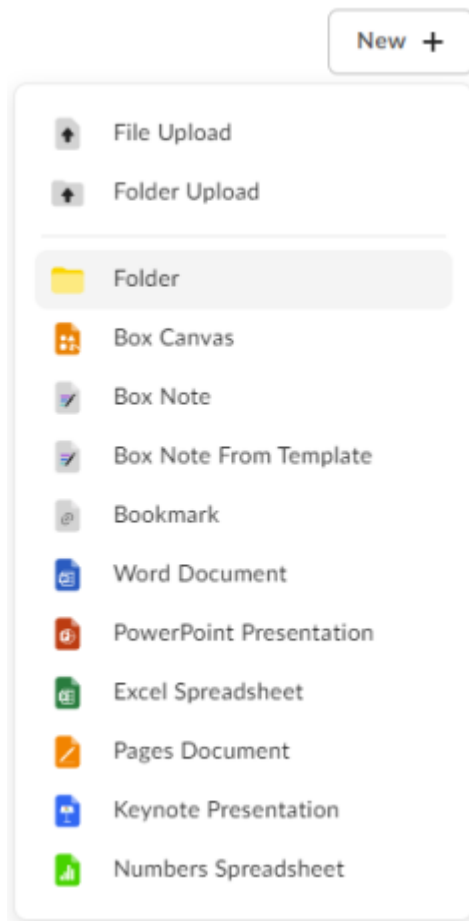 New +
File Upload
Folder Upload
Folder
Box Canvas
Box Note
Box Note From Template
Bookmark
Word Document
PowerPoint Presentation
Excel Spreadsheet
Pages Document
Keynote Presentation
Numbers Spreadsheet